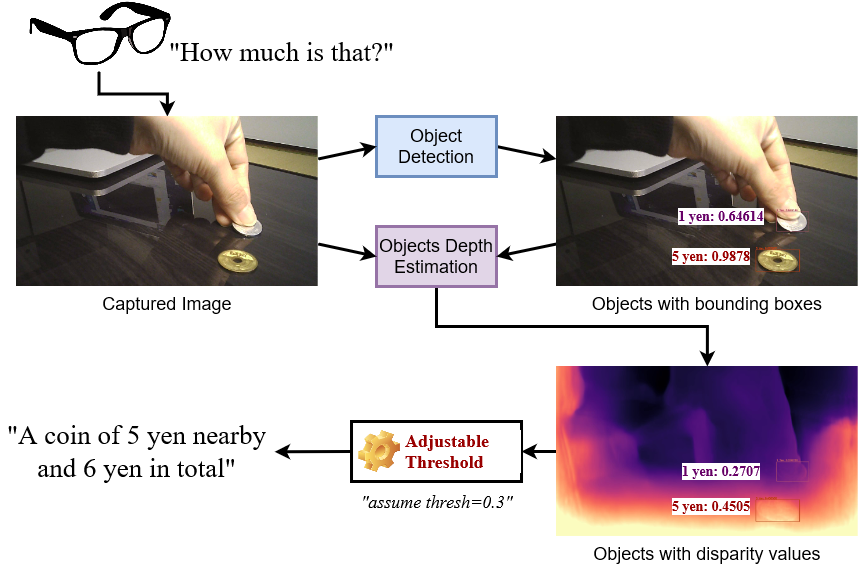 "How much is that?"
Object
Detection
1 yen: 0.64614
5 yen: 0.9878
Objects Depth
Estimation
Captured Image
Objects with bounding boxes
"A coin of 5 yen nearby
and 6 yen in total"
Adjustable
Threshold
"assume thresh=0.3"
1 yen: 0.2707
5 yen: 0.4505
Objects with disparity values